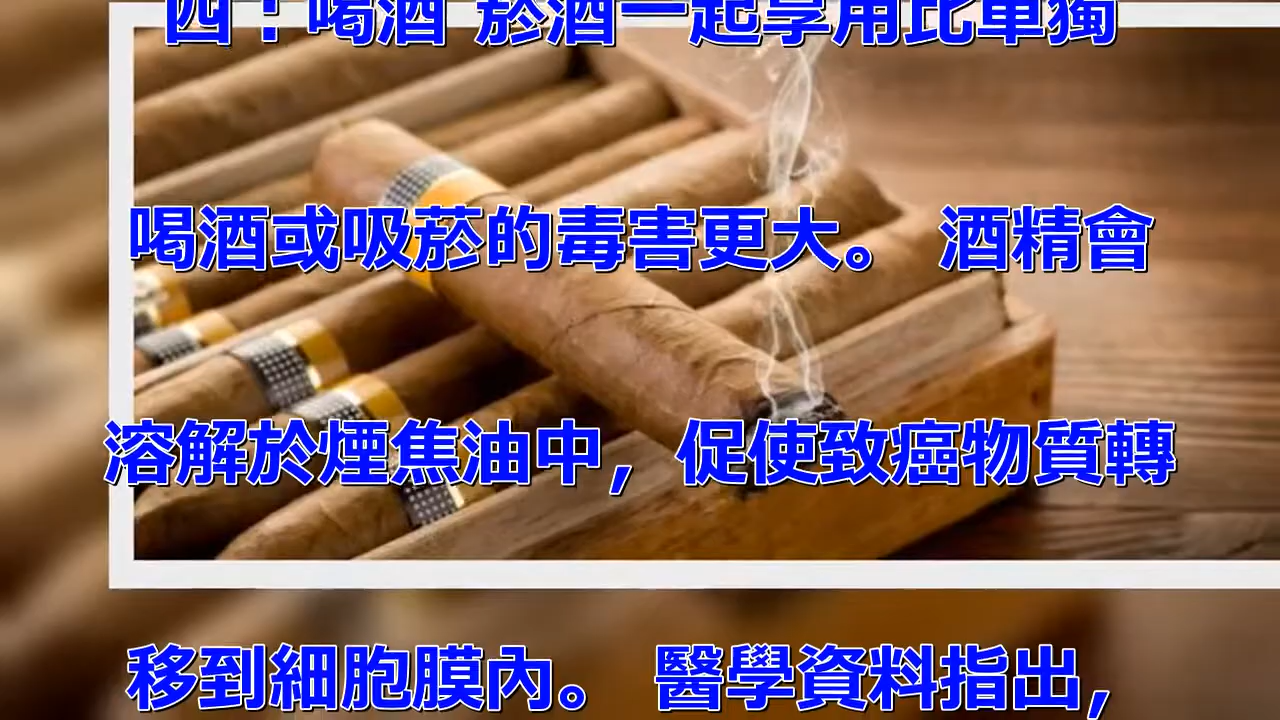 四：喝酒 菸酒一起享用比單獨
喝酒或吸菸的毒害更大。 酒精會
溶解於煙焦油中，促使致癌物質轉
移到細胞膜內。 醫學資料指出，